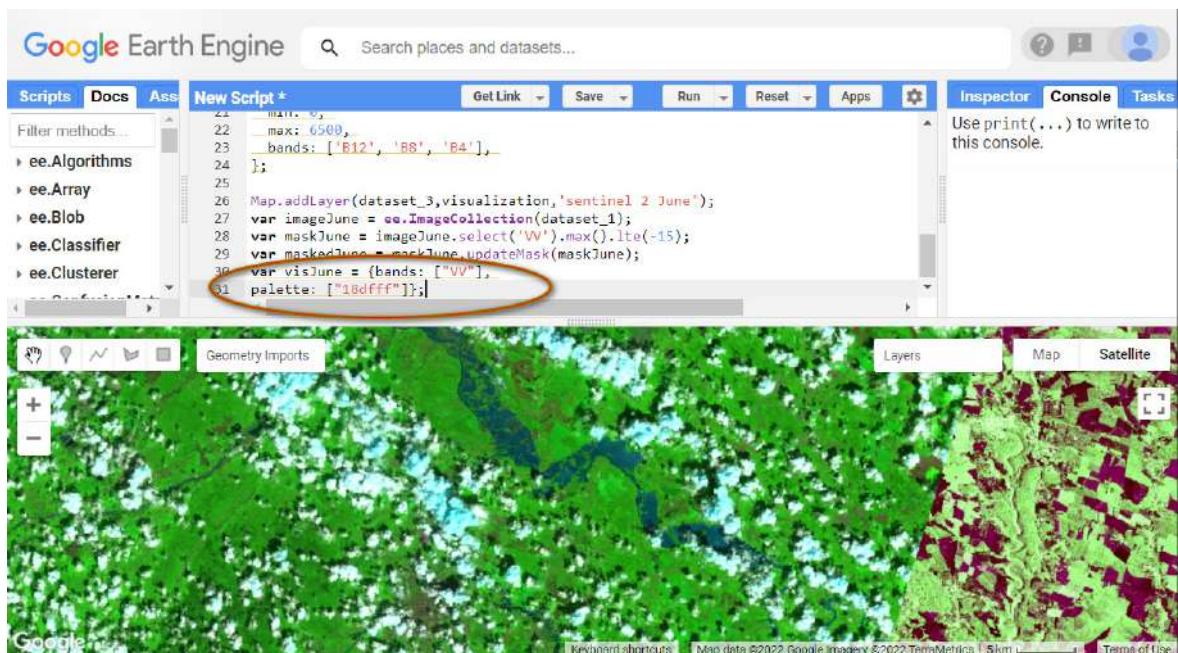 Google Earth Engine
Search places and datasets...
Scripts Docs Ass
New Script *
Get Link Save Run Reset Apps
Inspector Console Tasks
Filter methods...
ee.Algorithms
ee.Array
ee.Blob
ee.Classifier
ee.Clusterer
21 min: 0,
22 max: 6500,
23 bands: ['B12', 'B8', 'B4'],
24 };
25
26 Map.addLayer(dataset_3,visualization,'sentinel 2 June');
27 var imageJune = ee.ImageCollection(dataset_1);
28 var maskJune = imageJune.select('VV').max().lte(-15);
29 var maskedJune = maskJune.updateMask(maskJune);
30 var visJune = {bands: ["VV"],
31 palette: ["18dfff"]};
Use print(...) to write to
this console.
Geometry Imports
Layers
Map Satellite
+
−
Google
Keyboard shortcuts Map data ©2022 Google Imagery ©2022 TerraMetrics 5 km Terms of Use